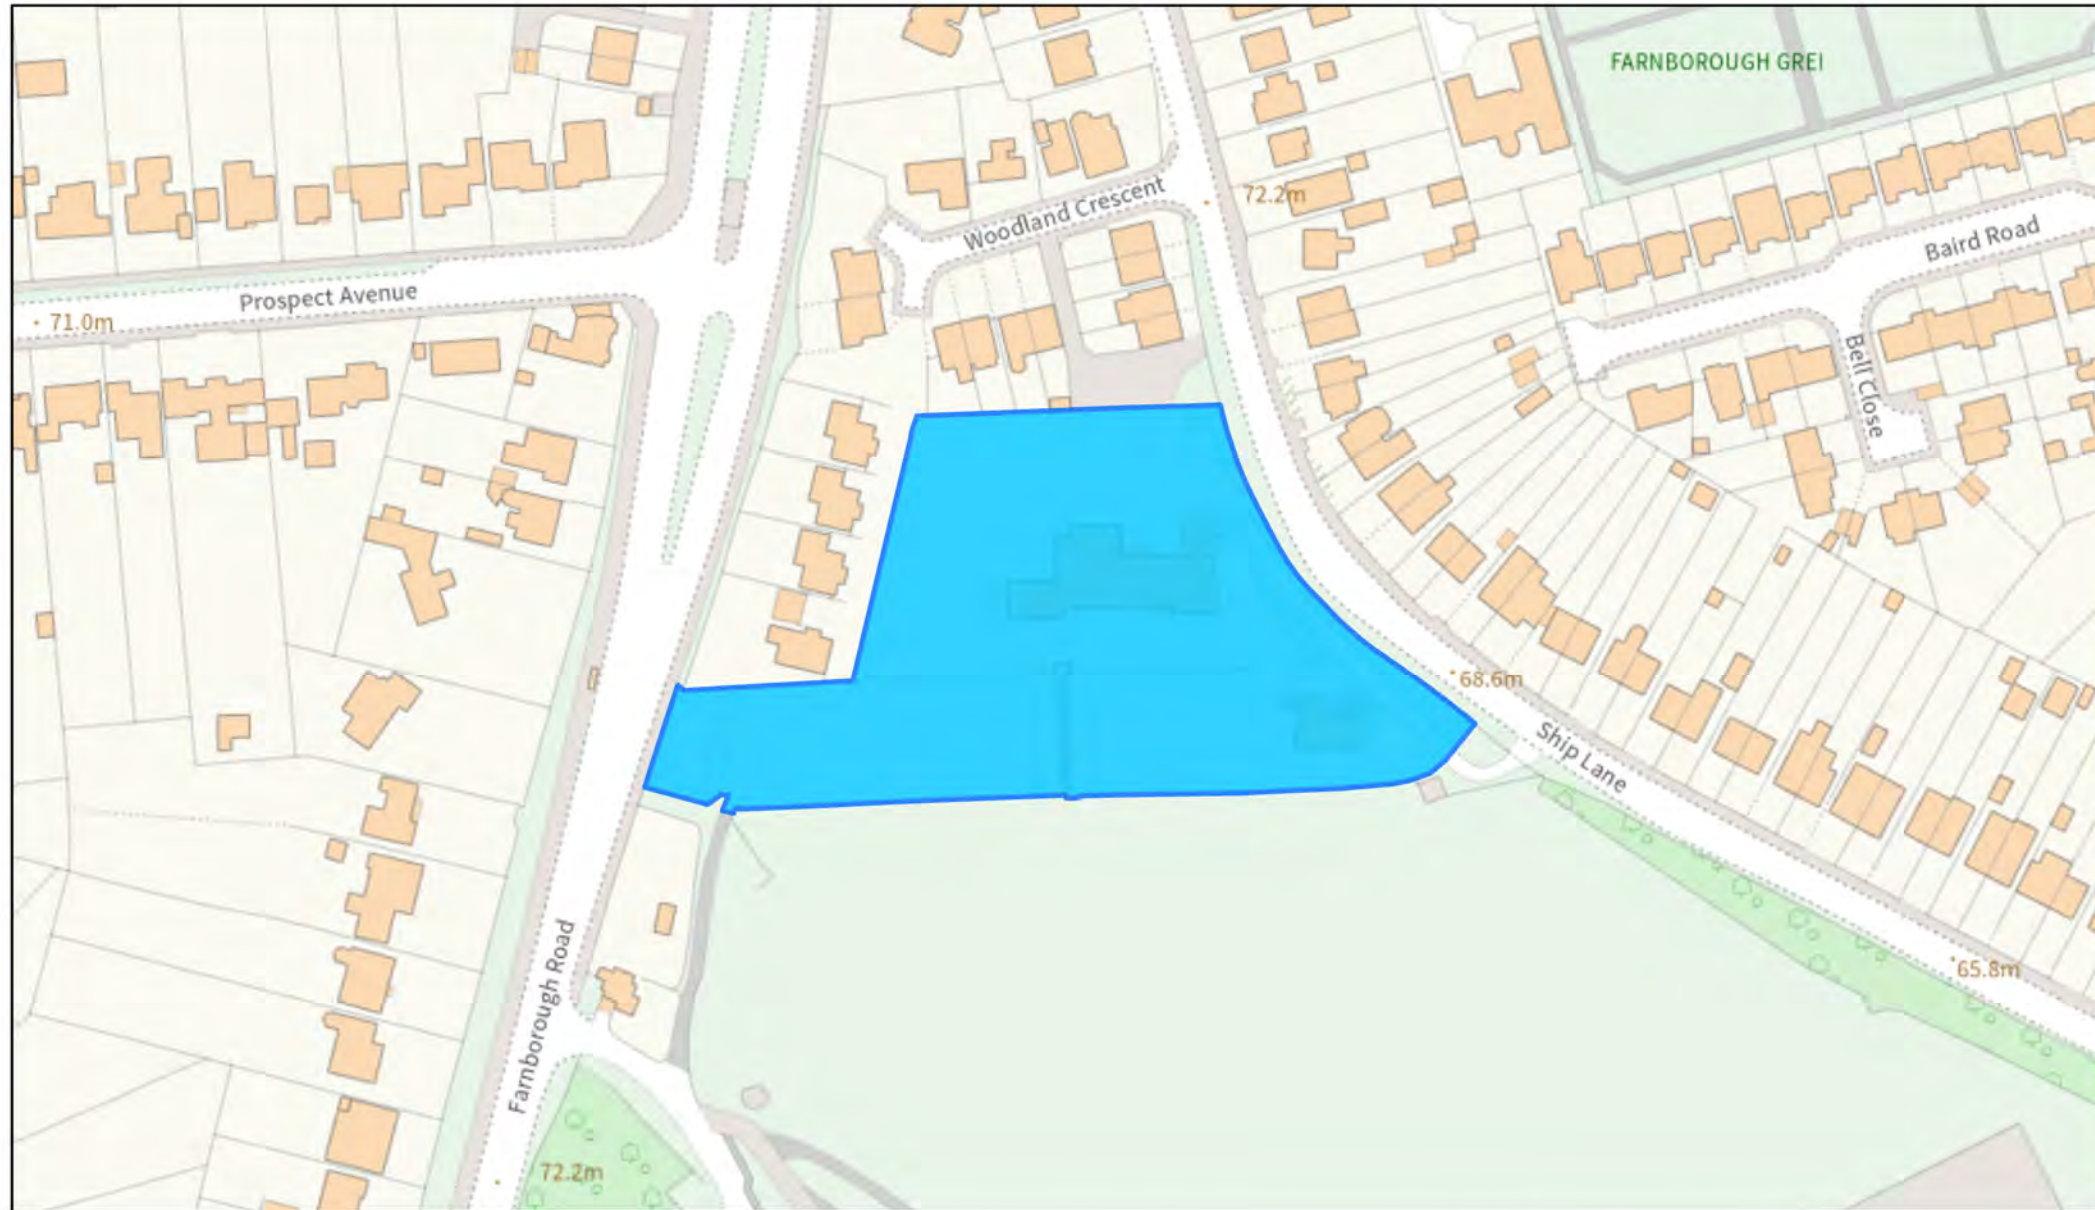 FARNBOROUGH GREI
72.2m
Woodland Crescent
Baird Road
Prospect Avenue
71.0m
Bell Close
68.6m
Ship Lane
Farnborough Road
65.8m
72.2m